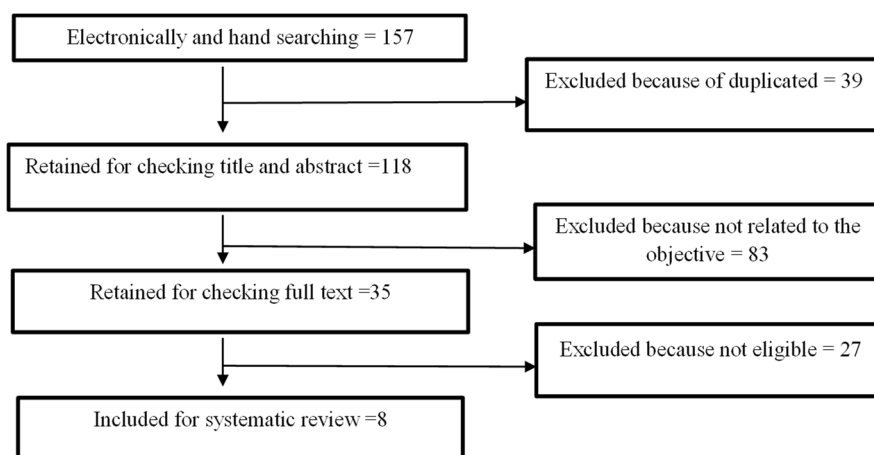 Electronically and hand searching = 157
Excluded because of duplicated = 39
Retained for checking title and abstract =118
Excluded because not related to the
objective = 83
Retained for checking full text =35
Excluded because not eligible = 27
Included for systematic review =8